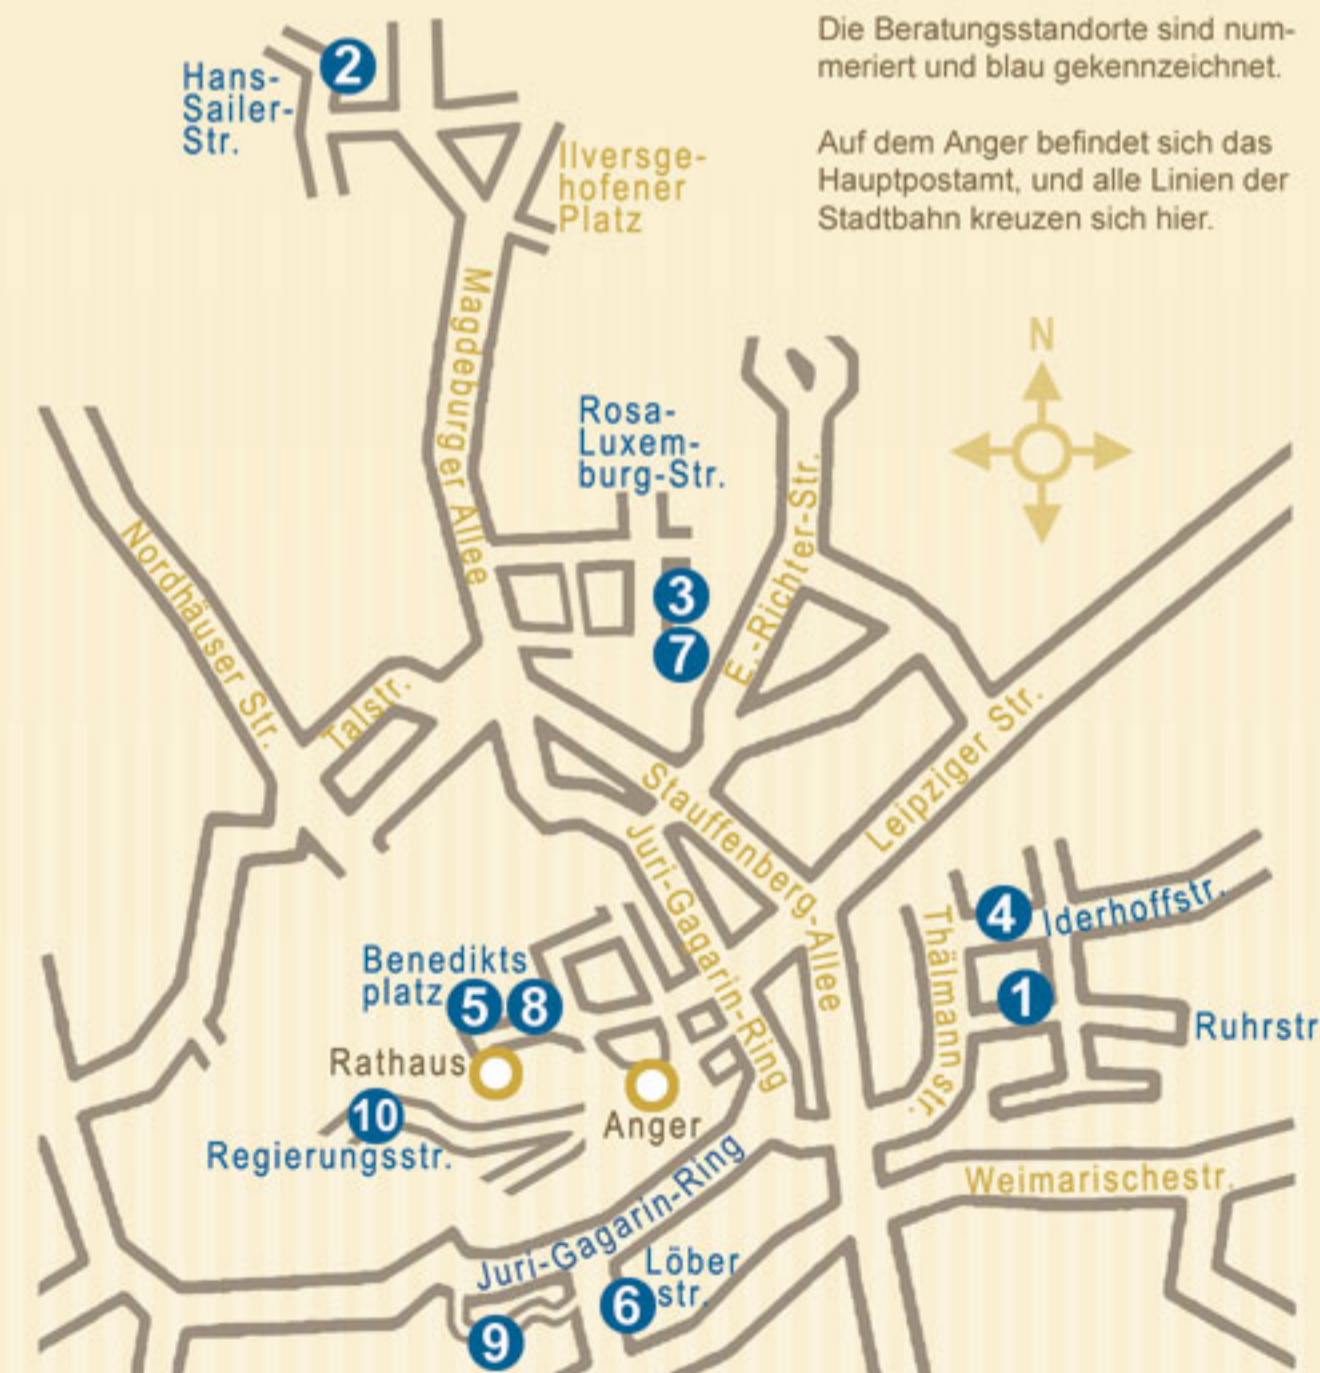 Die Beratungsstandorte sind num-
meriert und blau gekennzeichnet.
Auf dem Anger befindet sich das
Hauptpostamt, und alle Linien der
Stadtbahn kreuzen sich hier.
2
Hans-
Sailer-
Str.
Ilversge-
hofener
Platz
Magdeburger Allee
N
Rosa-
Luxem-
burg-Str.
E.-Richter-Str.
Nordhäuser Str.
3
7
Talstr.
Leipziger Str.
Stauffenberg-Allee
Juri-Gagarin-Ring
4
Iderhoffstr.
Thälmannstr.
1
Ruhrstr
Benedikts
platz
5
8
Rathaus
10
Anger
Regierungsstr.
Weimarischestr.
Juri-Gagarin-Ring
Löber
str.
6
9